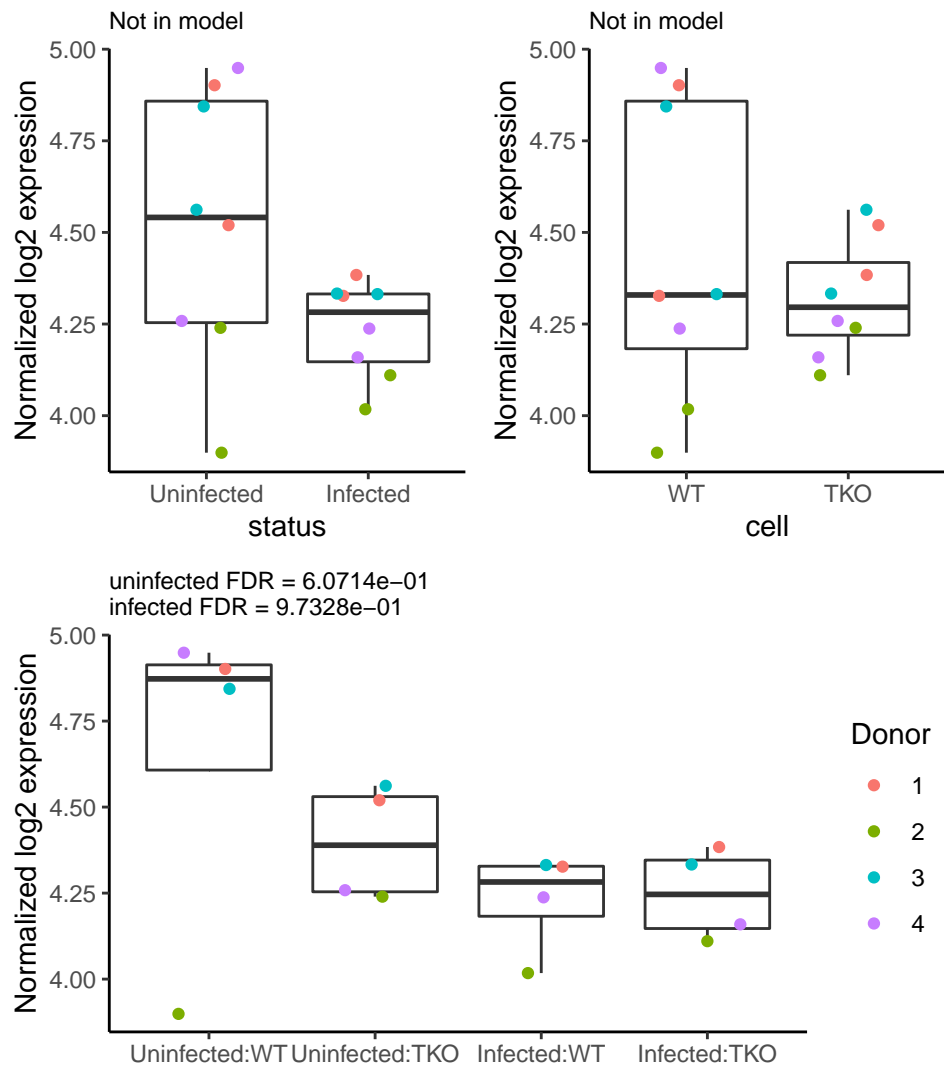 Not in model
Normalized log2 expression
5.00
4.75
4.50
4.25
4.00
Uninfected Infected
status
Not in model
Normalized log2 expression
5.00
4.75
4.50
4.25
4.00
WT TKO
cell
uninfected FDR = 6.0714e−01
infected FDR = 9.7328e−01
Normalized log2 expression
5.00
4.75
4.50
4.25
4.00
Uninfected:WT Uninfected:TKO Infected:WT Infected:TKO
Donor
1
2
3
4